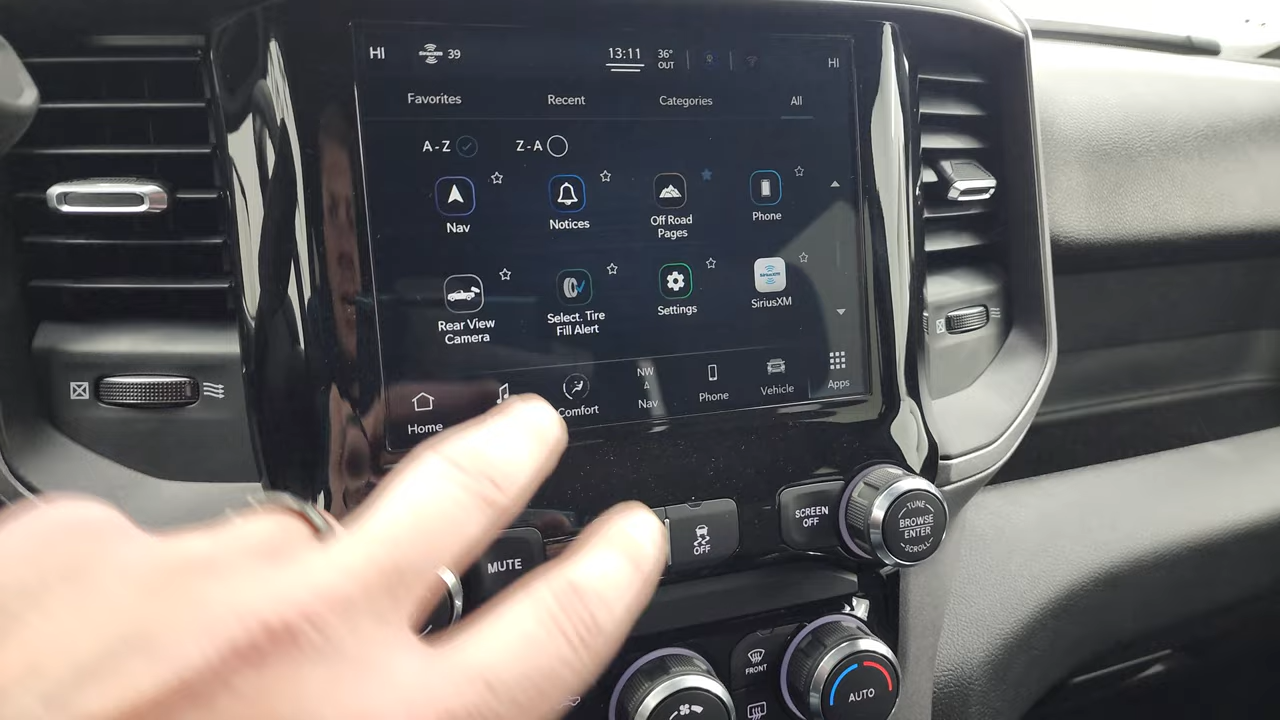 HI
SiriusXM 39
13:11
36°
OUT
HI
Favorites
Recent
Categories
All
A-Z
Z-A
Nav
Notices
Off Road
Pages
Phone
Rear View
Camera
Select. Tire
Fill Alert
Settings
SiriusXM
SiriusXM
Home
Comfort
NW
Nav
Phone
Vehicle
Apps
MUTE
OFF
SCREEN
OFF
TUNE
BROWSE
ENTER
SCROLL
FRONT
AUTO